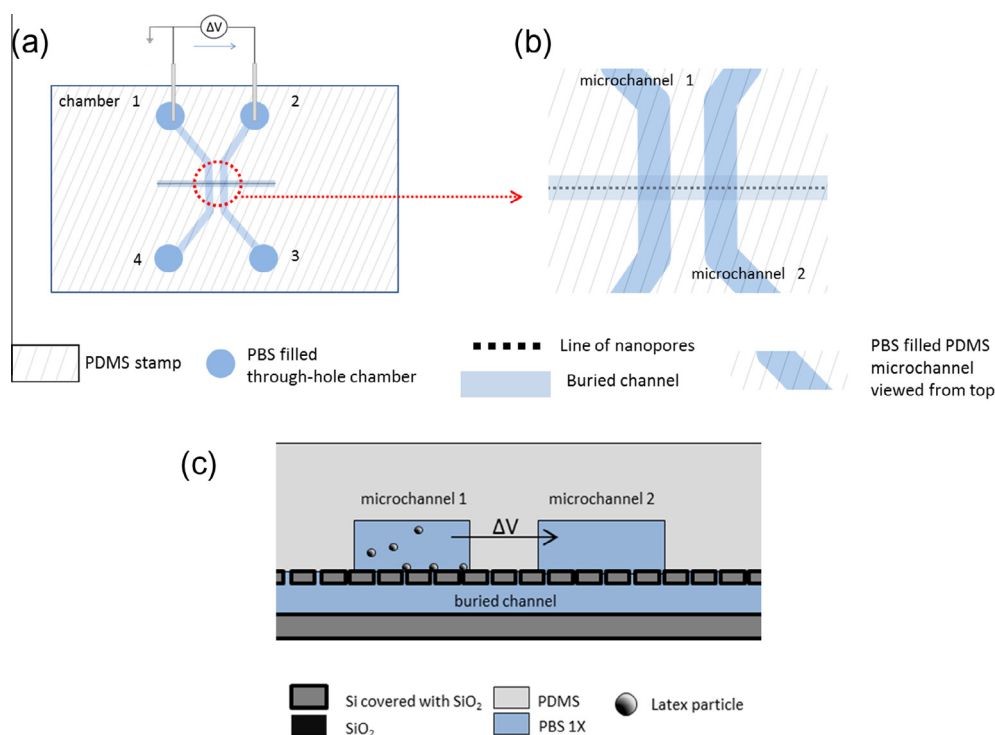 (a)
ΔV
chamber 1
2
4
3
(b)
microchannel 1
microchannel 2
PDMS stamp
PBS filled
through-hole chamber
Line of nanopores
Buried channel
PBS filled PDMS
microchannel
viewed from top
(c)
microchannel 1
microchannel 2
ΔV
buried channel
Si covered with SiO₂
SiO₂
PDMS
PBS 1X
Latex particle